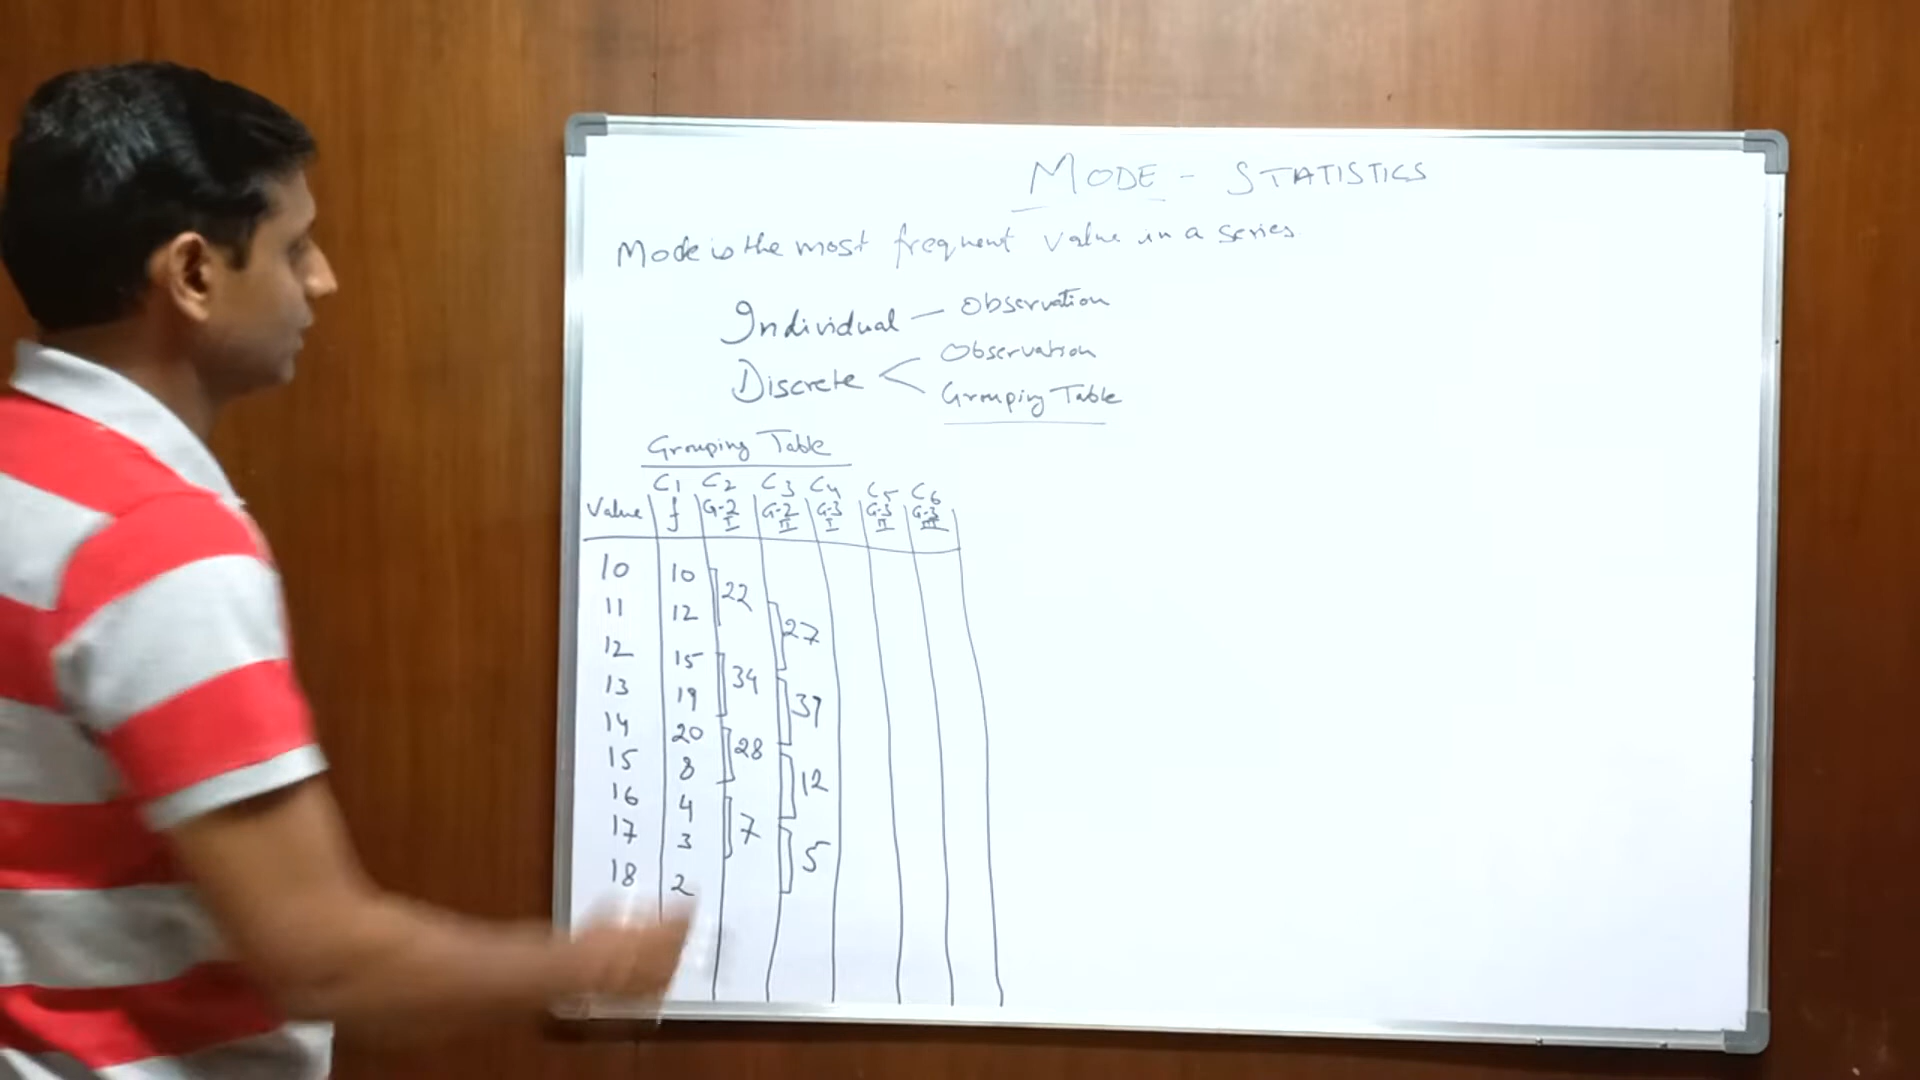 MODE - STATISTICS
Mode is the most frequent value in a series
Individual - Observation
Discrete < Observation
Grouping Table
Grouping Table
C1 C2 C3 C4 C5 C6
Value f G-2 I G-2 II G-3 I G-3 II G-3 III
10 10 22
11 12 27
12 15 34
13 19 37
14 20 28
15 8 12
16 4 7
17 3 5
18 2